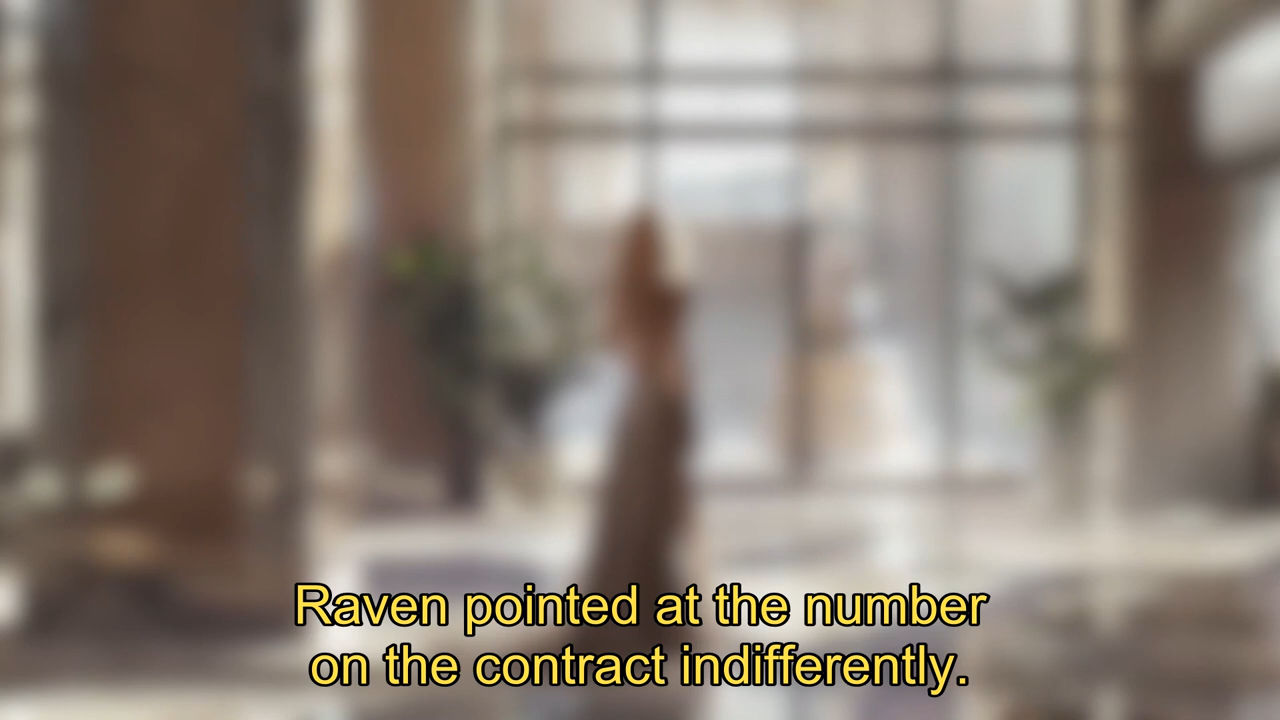 Raven pointed at the number
on the contract indifferently.